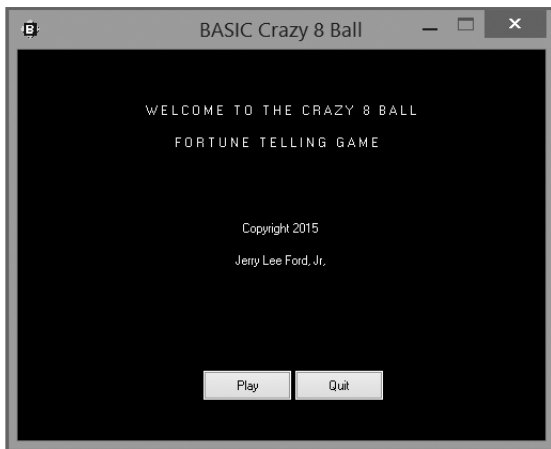 BASIC Crazy 8 Ball
WELCOME TO THE CRAZY 8 BALL
FORTUNE TELLING GAME
Copyright 2015
Jerry Lee Ford, Jr,
Play Quit